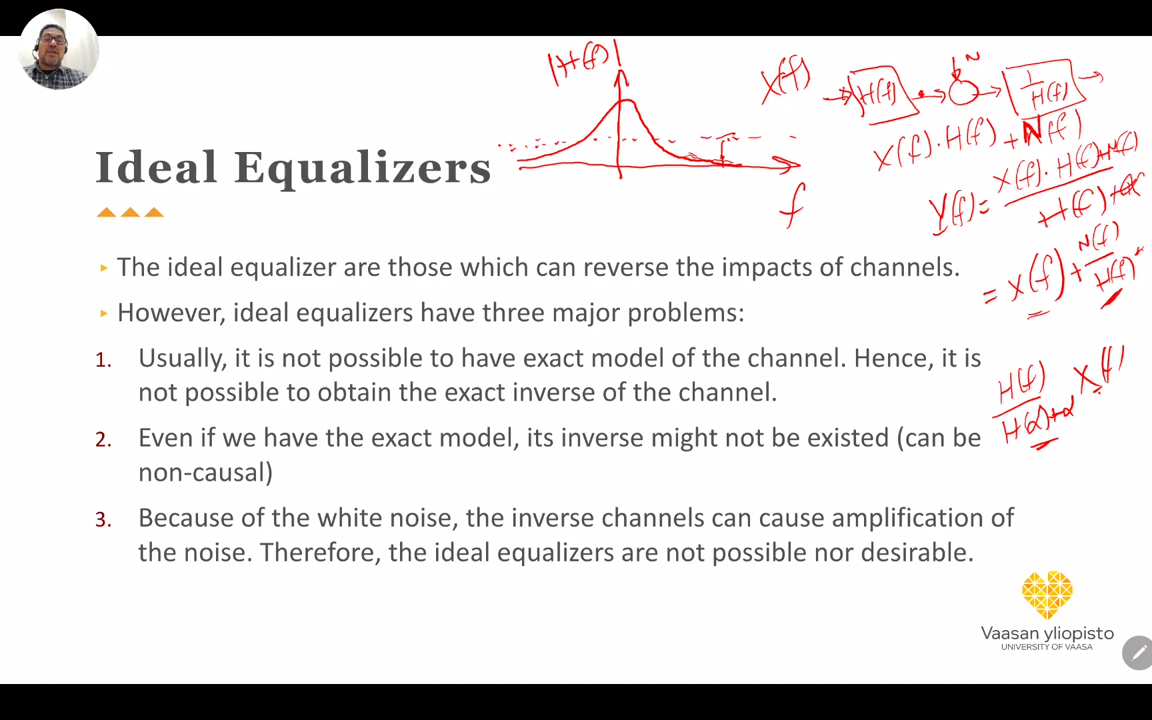 |H(f)|
X(f)
H(f)
N
1/H(f)
X(f)·H(f)+N(f)
Y(f)= X(f)·H(f)+N(f)
H(f)+
f
= X(f)+ N(f)/H(f)
H(f)/H(α)+α X(f)
Ideal Equalizers
The ideal equalizer are those which can reverse the impacts of channels.
However, ideal equalizers have three major problems:
1. Usually, it is not possible to have exact model of the channel. Hence, it is
not possible to obtain the exact inverse of the channel.
2. Even if we have the exact model, its inverse might not be existed (can be
non-causal)
3. Because of the white noise, the inverse channels can cause amplification of
the noise. Therefore, the ideal equalizers are not possible nor desirable.
Vaasan yliopisto
UNIVERSITY OF VAASA